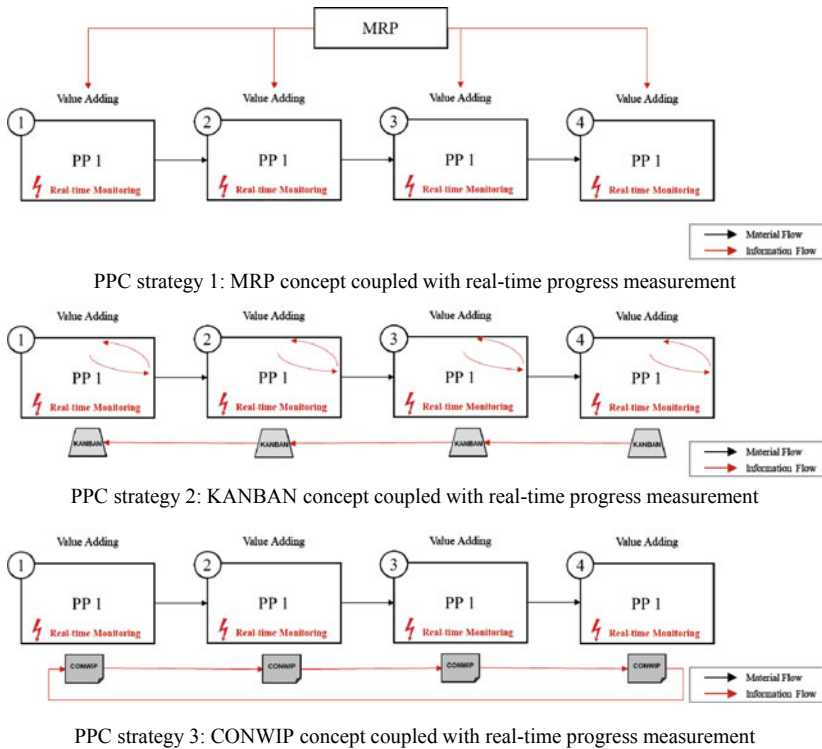 MRP
Value Adding Value Adding Value Adding Value Adding
1 2 3 4
PP 1 PP 1 PP 1 PP 1
Real-time Monitoring Real-time Monitoring Real-time Monitoring Real-time Monitoring
Material Flow
Information Flow
PPC strategy 1: MRP concept coupled with real-time progress measurement
Value Adding Value Adding Value Adding Value Adding
1 2 3 4
PP 1 PP 1 PP 1 PP 1
Real-time Monitoring Real-time Monitoring Real-time Monitoring Real-time Monitoring
KANBAN KANBAN KANBAN KANBAN
Material Flow
Information Flow
PPC strategy 2: KANBAN concept coupled with real-time progress measurement
Value Adding Value Adding Value Adding Value Adding
1 2 3 4
PP 1 PP 1 PP 1 PP 1
Real-time Monitoring Real-time Monitoring Real-time Monitoring Real-time Monitoring
CONWIP CONWIP CONWIP CONWIP
Material Flow
Information Flow
PPC strategy 3: CONWIP concept coupled with real-time progress measurement